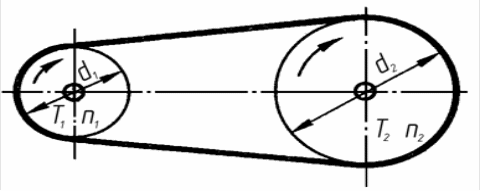 d₁
d₂
T₁ n₁
T₂ n₂